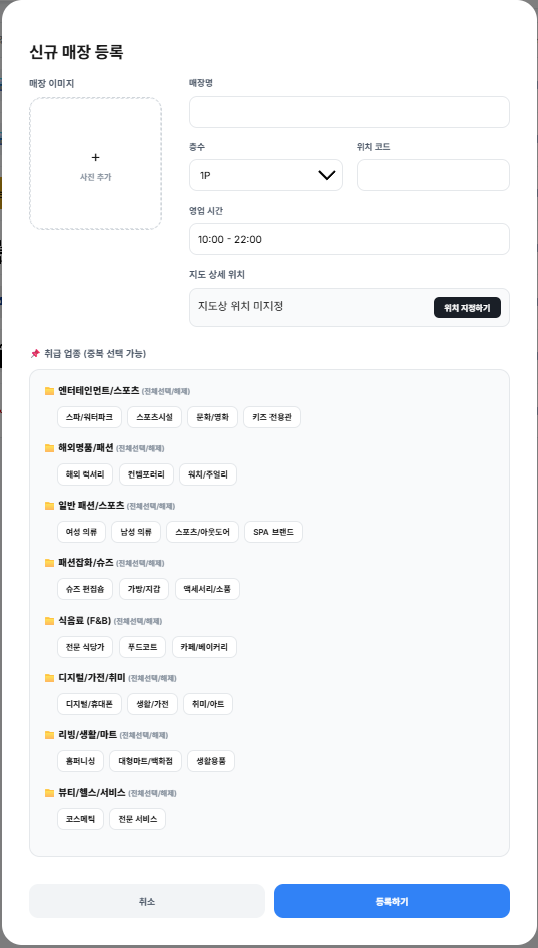 신규 매장 등록
매장 이미지
+
사진 추가
매장명
층수
위치 코드
1P
영업 시간
10:00 - 22:00
지도 상세 위치
지도상 위치 미지정
위치 지정하기
📌 취급 업종 (중복 선택 가능)
📁 엔터테인먼트/스포츠 (전체선택/해제)
스파/워터파크 스포츠시설 문화/영화 키즈 전용관
📁 해외명품/패션 (전체선택/해제)
해외 럭셔리 컨템포러리 워치/주얼리
📁 일반 패션/스포츠 (전체선택/해제)
여성 의류 남성 의류 스포츠/아웃도어 SPA 브랜드
📁 패션잡화/슈즈 (전체선택/해제)
슈즈 편집숍 가방/지갑 액세서리/소품
📁 식음료 (F&B) (전체선택/해제)
전문 식당가 푸드코트 카페/베이커리
📁 디지털/가전/취미 (전체선택/해제)
디지털/휴대폰 생활/가전 취미/아트
📁 리빙/생활/마트 (전체선택/해제)
홈퍼니싱 대형마트/백화점 생활용품
📁 뷰티/헬스/서비스 (전체선택/해제)
코스메틱 전문 서비스
취소
등록하기